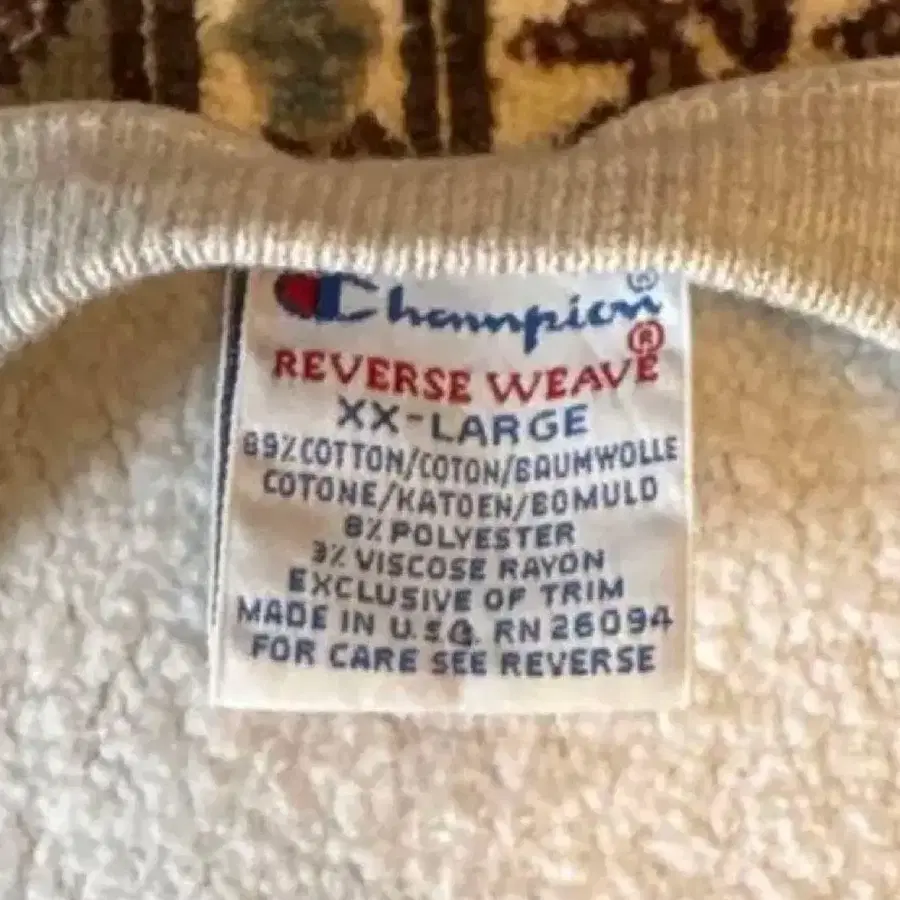 Champion®
REVERSE WEAVE®
XX-LARGE
89% COTTON/COTON/BAUMWOLLE
COTONE/KATOEN/BOMULD
8% POLYESTER
3% VISCOSE RAYON
EXCLUSIVE OF TRIM
MADE IN U.S.A. RN 26094
FOR CARE SEE REVERSE